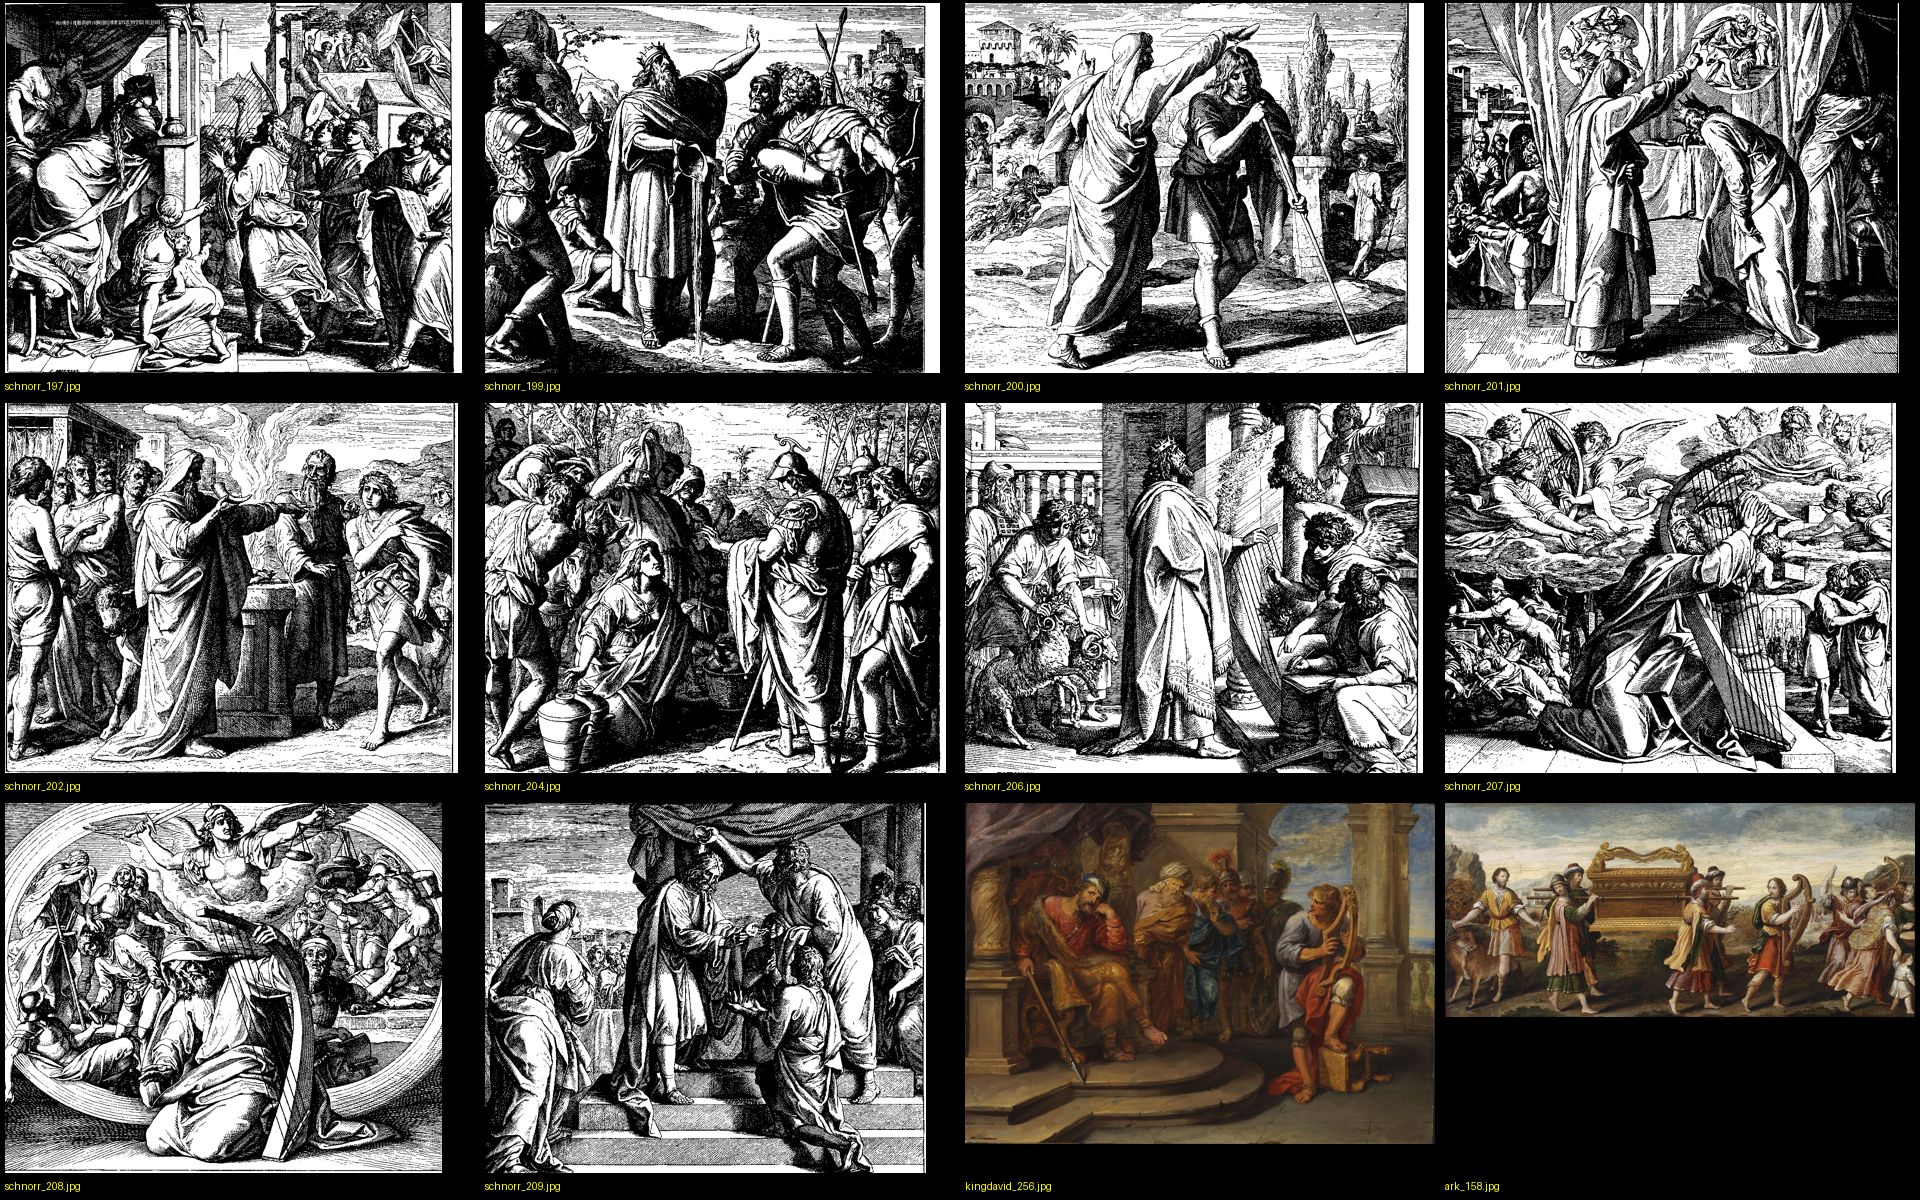 schnorr_197.jpg
schnorr_199.jpg
schnorr_200.jpg
schnorr_201.jpg
schnorr_202.jpg
schnorr_204.jpg
schnorr_206.jpg
schnorr_207.jpg
schnorr_208.jpg
schnorr_209.jpg
kingdavid_256.jpg
ark_158.jpg